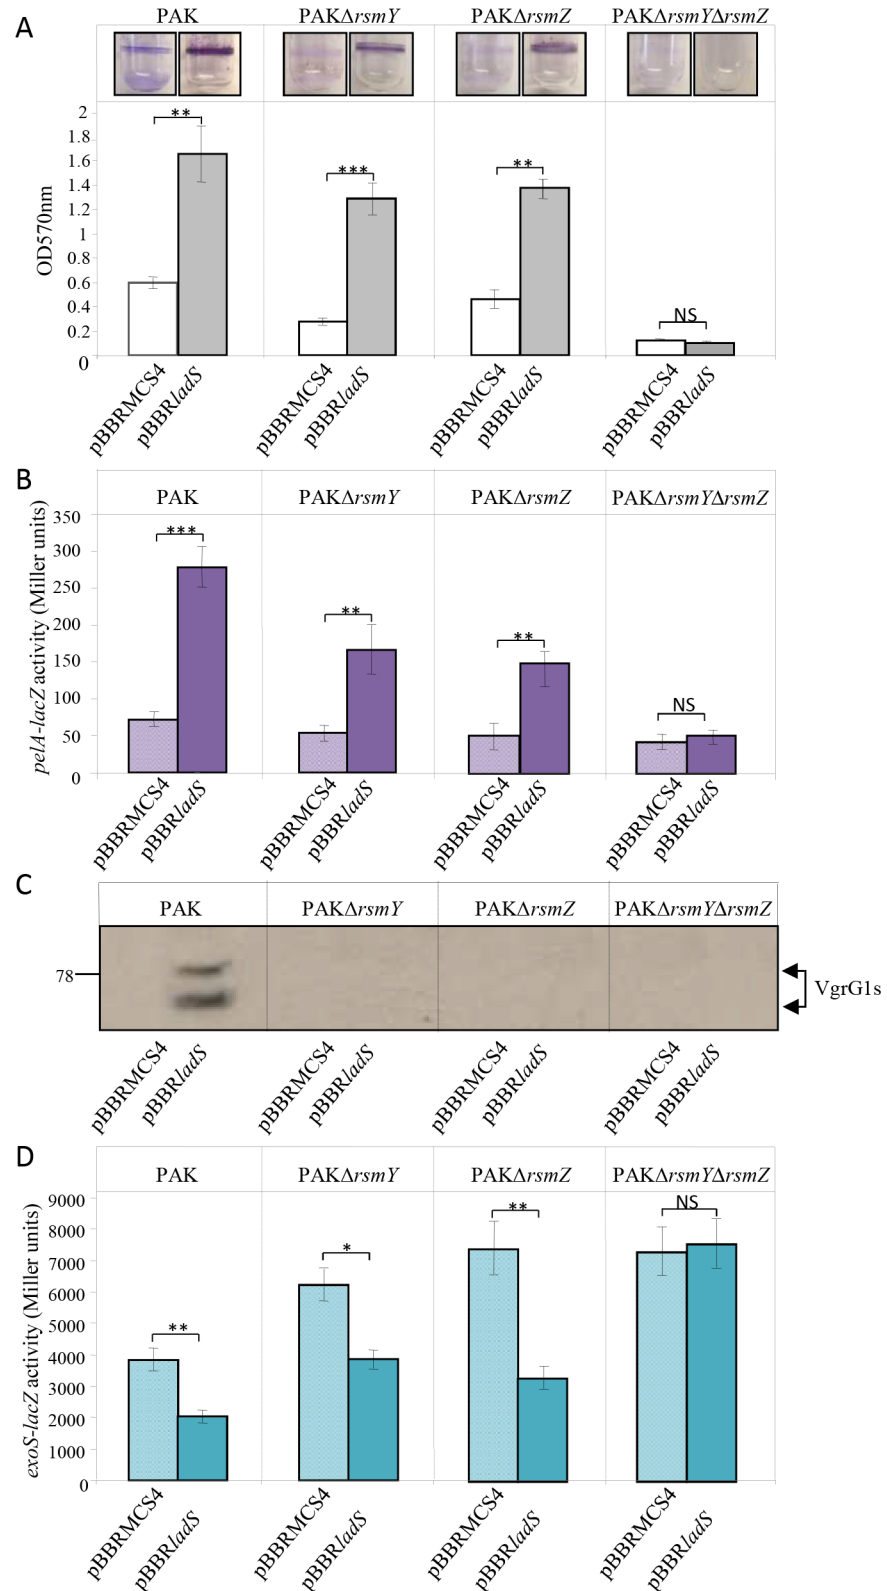 A
PAK PAKΔrsmY PAKΔrsmZ PAKΔrsmYΔrsmZ
OD570nm
2
1.8
1.6
1.4
1.2
1
0.8
0.6
0.4
0.2
0
** *** ** NS
pBBRMCS4 pBBRladS pBBRMCS4 pBBRladS pBBRMCS4 pBBRladS pBBRMCS4 pBBRladS
B
PAK PAKΔrsmY PAKΔrsmZ PAKΔrsmYΔrsmZ
pelA-lacZ activity (Miller units)
350
300
250
200
150
100
50
0
*** ** ** NS
pBBRMCS4 pBBRladS pBBRMCS4 pBBRladS pBBRMCS4 pBBRladS pBBRMCS4 pBBRladS
C
PAK PAKΔrsmY PAKΔrsmZ PAKΔrsmYΔrsmZ
78
VgrG1s
pBBRMCS4 pBBRladS pBBRMCS4 pBBRladS pBBRMCS4 pBBRladS pBBRMCS4 pBBRladS
D
PAK PAKΔrsmY PAKΔrsmZ PAKΔrsmYΔrsmZ
exoS-lacZ activity (Miller units)
9000
8000
7000
6000
5000
4000
3000
2000
1000
0
** * ** NS
pBBRMCS4 pBBRladS pBBRMCS4 pBBRladS pBBRMCS4 pBBRladS pBBRMCS4 pBBRladS